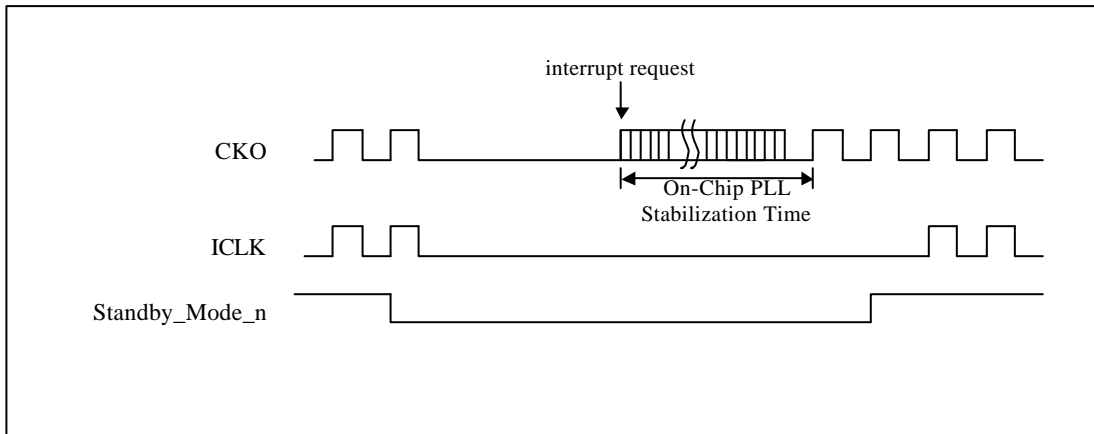 interrupt request
CKO
On-Chip PLL
Stabilization Time
ICLK
Standby_Mode_n